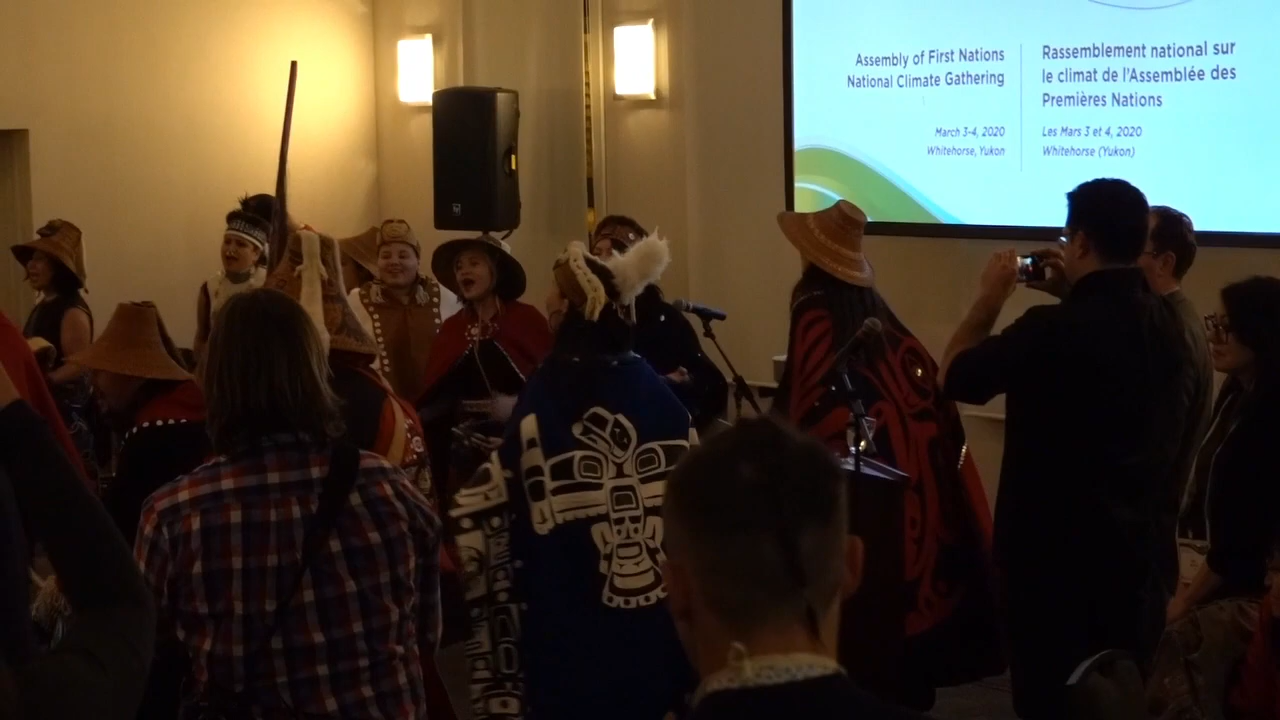 Assembly of First Nations
National Climate Gathering
March 3-4, 2020
Whitehorse, Yukon
Rassemblement national sur
le climat de l'Assemblée des
Premières Nations
Les Mars 3 et 4, 2020
Whitehorse (Yukon)